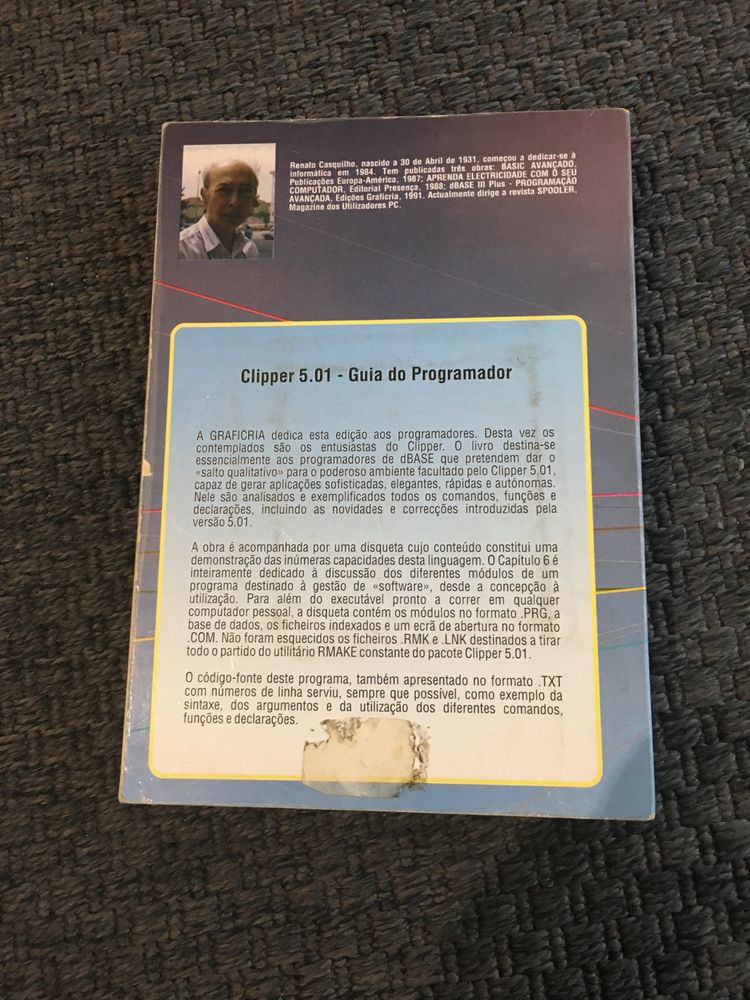 Renato Casquilho, nascido a 30 de Abril de 1931, começou a dedicar-se à
informática em 1984. Tem publicadas três obras: BASIC AVANÇADO,
Publicações Europa-América, 1987; APRENDA ELECTRICIDADE COM O SEU
COMPUTADOR, Editorial Presença, 1988; dBASE III Plus - PROGRAMAÇÃO
AVANÇADA, Edições Graficria, 1991. Actualmente dirige a revista SPOOLER,
Magazine dos Utilizadores PC.
Clipper 5.01 - Guia do Programador
A GRAFICRIA dedica esta edição aos programadores. Desta vez os
contemplados são os entusiastas do Clipper. O livro destina-se
essencialmente aos programadores de dBASE que pretendem dar o
«salto qualitativo» para o poderoso ambiente facultado pelo Clipper 5.01,
capaz de gerar aplicações sofisticadas, elegantes, rápidas e autónomas.
Nele são analisados e exemplificados todos os comandos, funções e
declarações, incluindo as novidades e correcções introduzidas pela
versão 5.01.
A obra é acompanhada por uma disqueta cujo conteúdo constitui uma
demonstração das inúmeras capacidades desta linguagem. O Capítulo 6 é
inteiramente dedicado à discussão dos diferentes módulos de um
programa destinado à gestão de «software», desde a concepção à
utilização. Para além do executável pronto a correr em qualquer
computador pessoal, a disqueta contém os módulos no formato .PRG, a
base de dados, os ficheiros indexados e um ecrã de abertura no formato
.COM. Não foram esquecidos os ficheiros .RMK e .LNK destinados a tirar
todo o partido do utilitário RMAKE constante do pacote Clipper 5.01.
O código-fonte deste programa, também apresentado no formato .TXT
com números de linha serviu, sempre que possível, como exemplo da
sintaxe, dos argumentos e da utilização dos diferentes comandos,
funções e declarações.